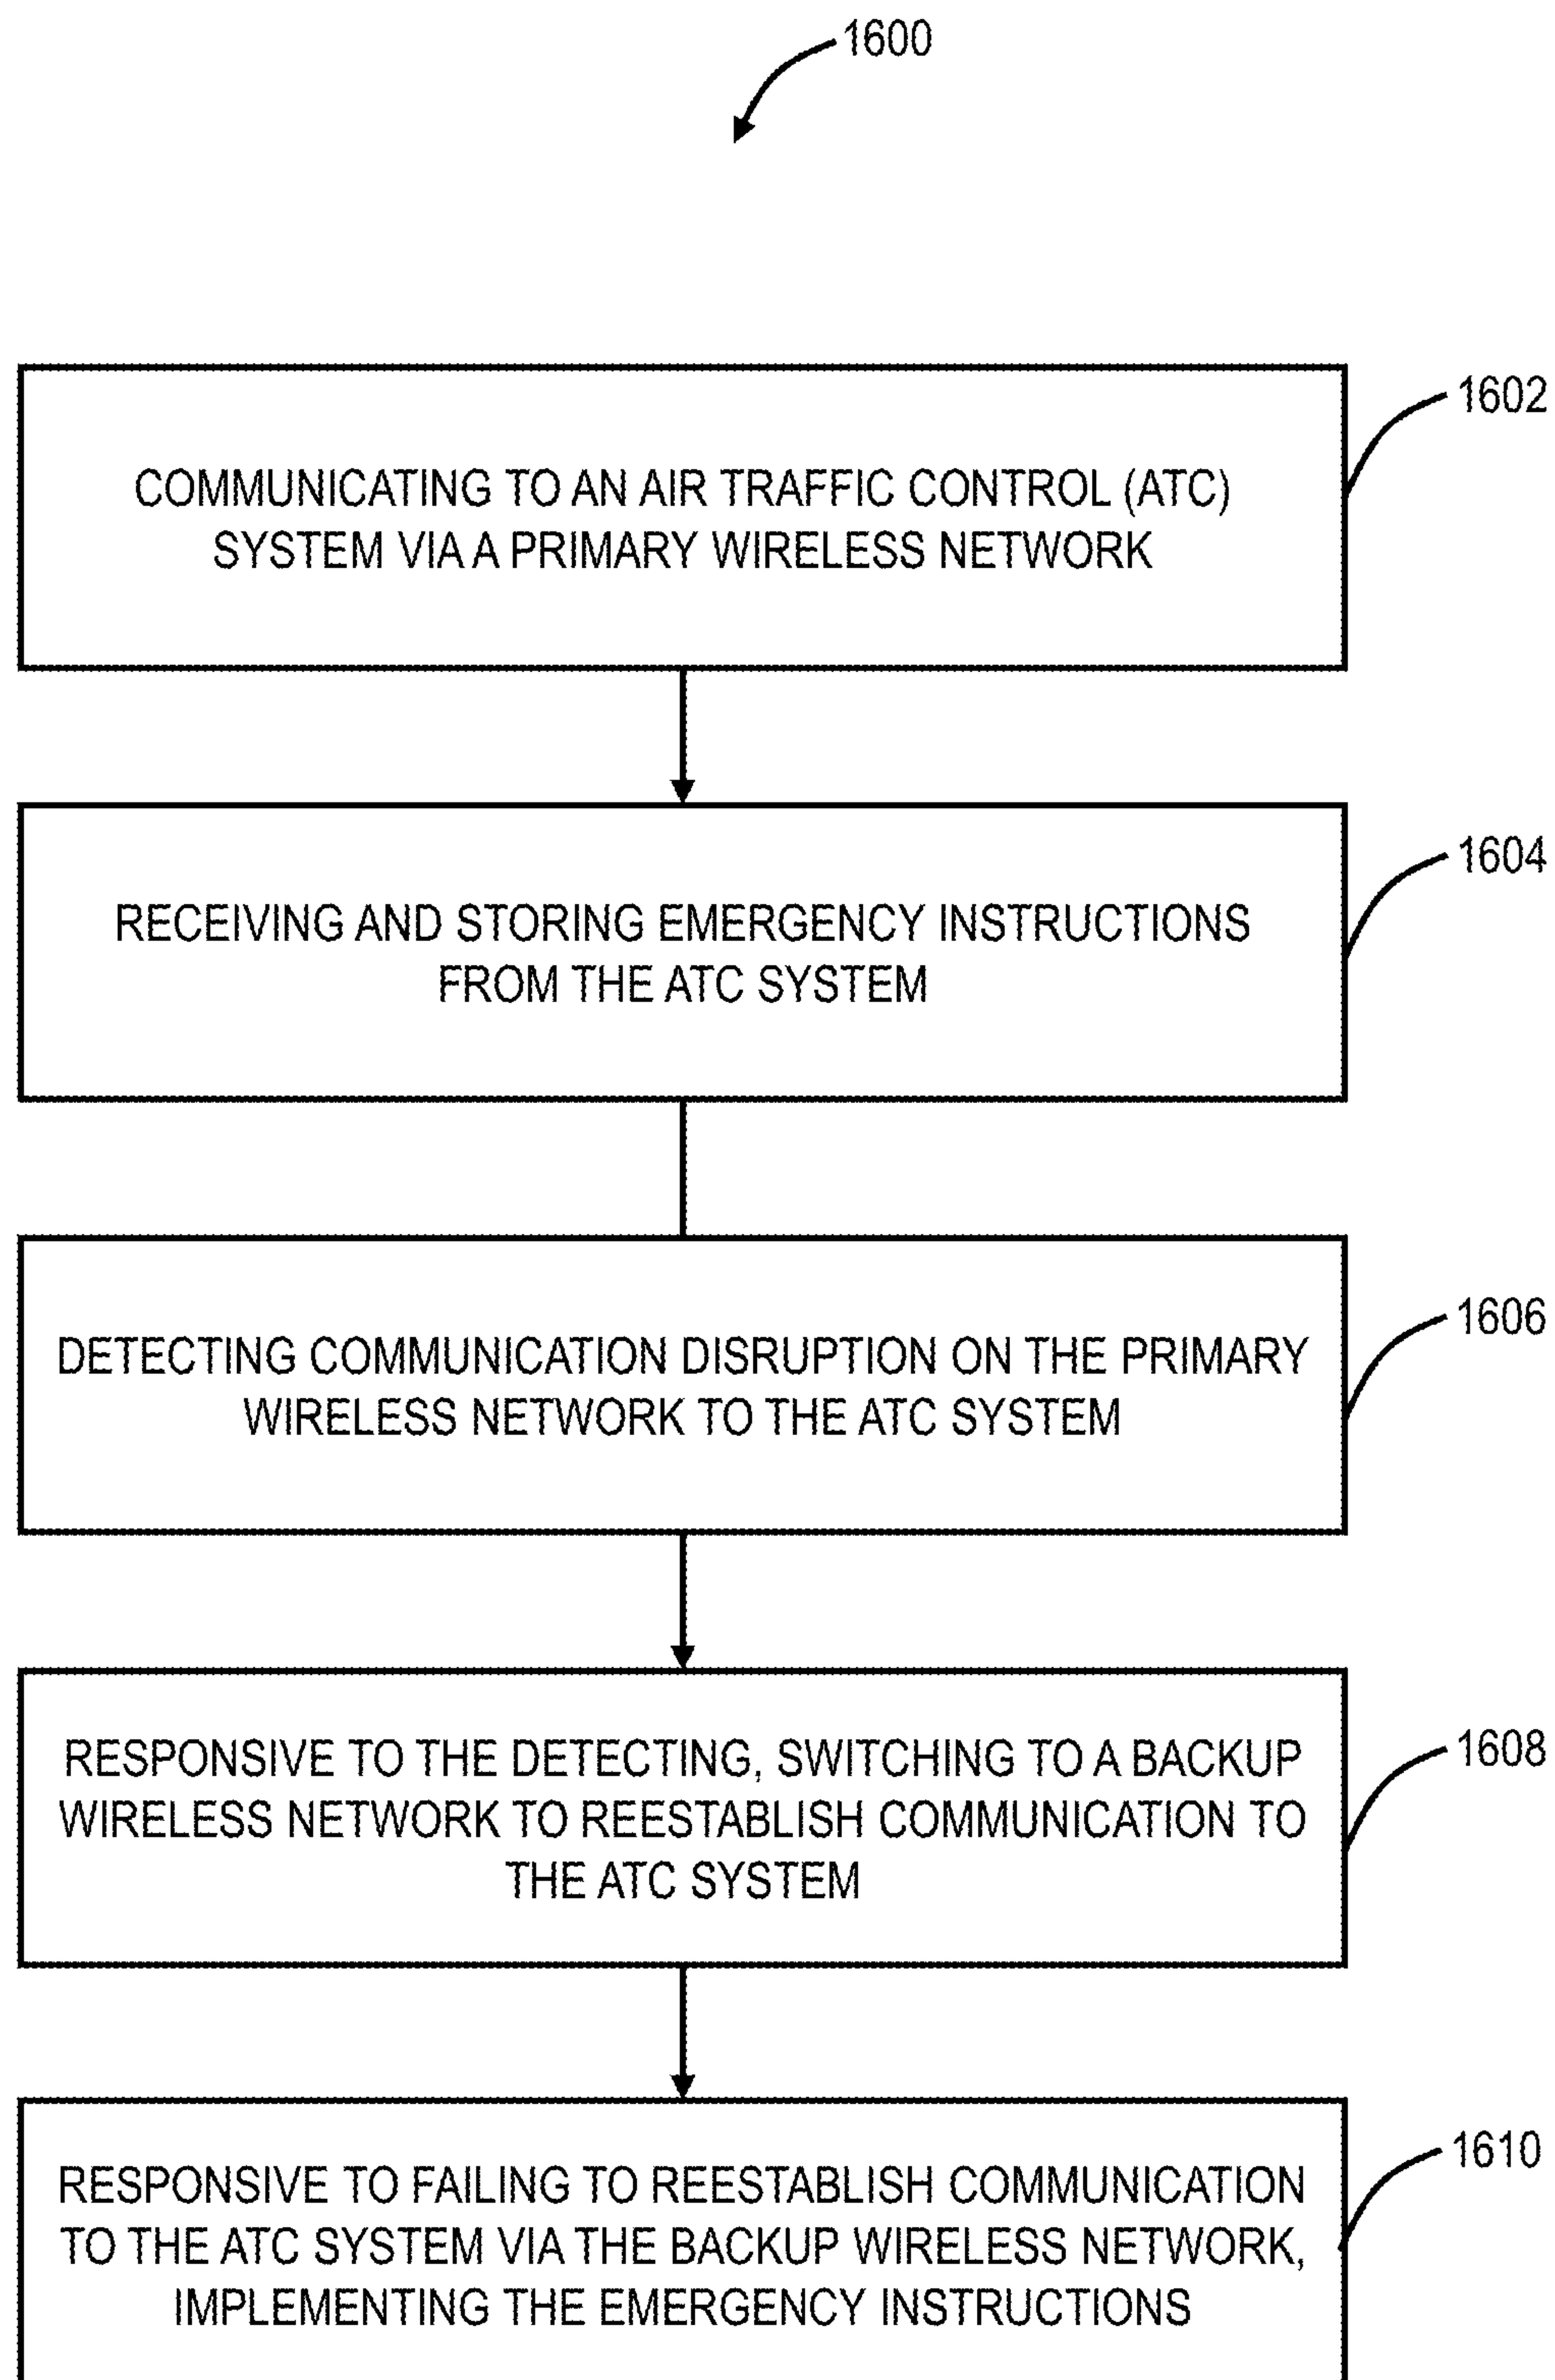 1600
1602
COMMUNICATING TO AN AIR TRAFFIC CONTROL (ATC)
SYSTEM VIA A PRIMARY WIRELESS NETWORK
1604
RECEIVING AND STORING EMERGENCY INSTRUCTIONS
FROM THE ATC SYSTEM
1606
DETECTING COMMUNICATION DISRUPTION ON THE PRIMARY
WIRELESS NETWORK TO THE ATC SYSTEM
1608
RESPONSIVE TO THE DETECTING, SWITCHING TO A BACKUP
WIRELESS NETWORK TO REESTABLISH COMMUNICATION TO
THE ATC SYSTEM
1610
RESPONSIVE TO FAILING TO REESTABLISH COMMUNICATION
TO THE ATC SYSTEM VIA THE BACKUP WIRELESS NETWORK,
IMPLEMENTING THE EMERGENCY INSTRUCTIONS